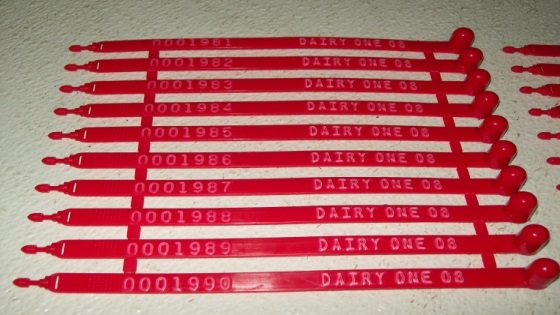 0001981 DAIRY ONE 08
0001982 DAIRY ONE 08
0001983 DAIRY ONE 08
0001984 DAIRY ONE 08
0001985 DAIRY ONE 08
0001986 DAIRY ONE 08
0001987 DAIRY ONE 08
0001988 DAIRY ONE 08
0001989 DAIRY ONE 08
0001990 DAIRY ONE 08